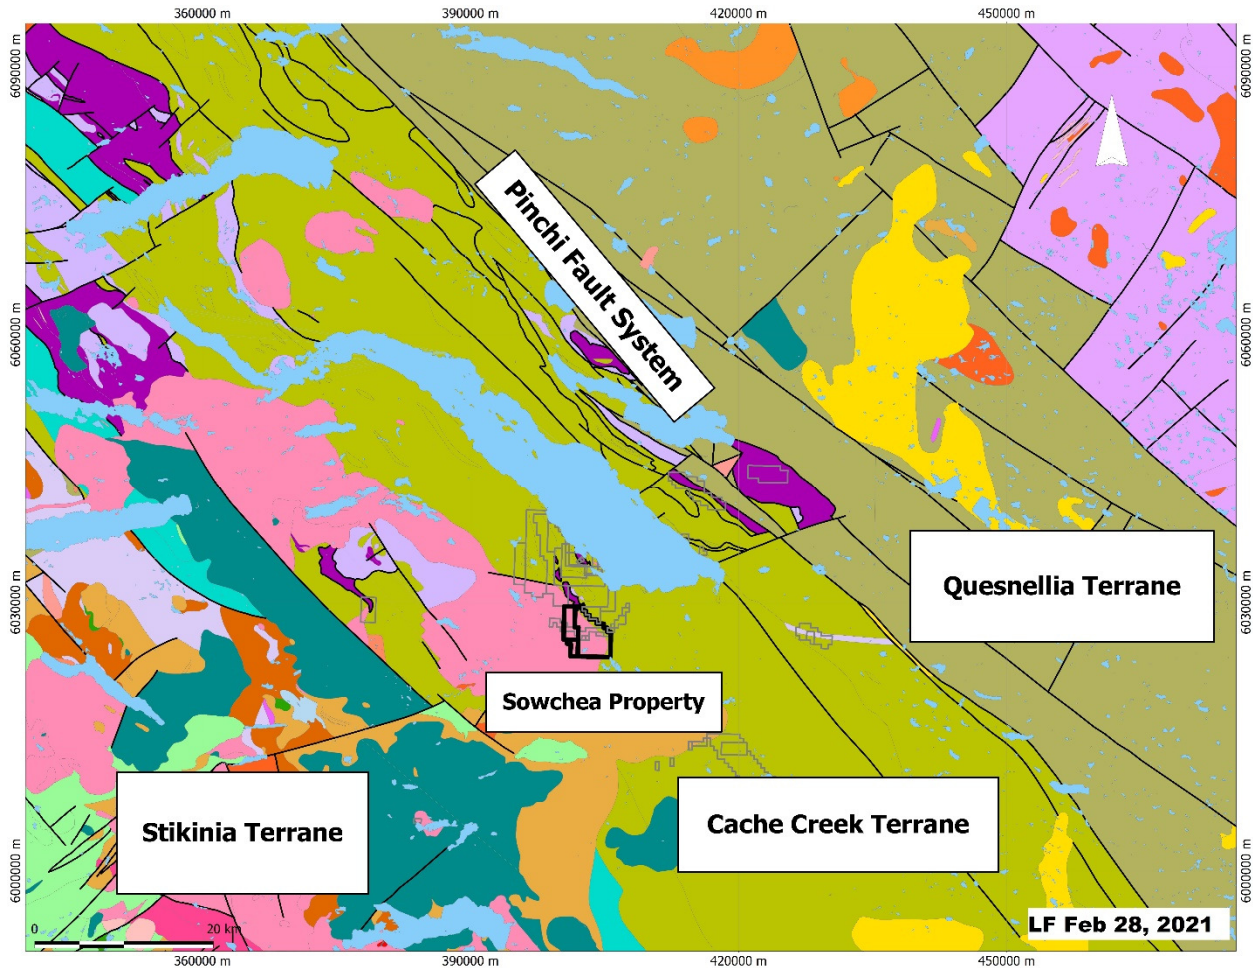 360000 m
390000 m
420000 m
450000 m
6090000 m
6090000 m
Pinchi Fault System
6060000 m
6060000 m
Quesnellia Terrane
6030000 m
6030000 m
Sowchea Property
Stikinia Terrane
Cache Creek Terrane
6000000 m
6000000 m
LF Feb 28, 2021
0 20 km
360000 m
390000 m
420000 m
450000 m